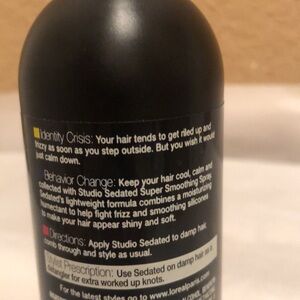 Identity Crisis: Your hair tends to get riled up and
frizzy as soon as you step outside. But you wish it would
just calm down.
Behavior Change: Keep your hair cool, calm and
collected with Studio Sedated Super Smoothing Spray.
Sedated's lightweight formula combines a moisturizing
humectant to help fight frizz and smoothing silicones
to make your hair appear shiny and soft.
Directions: Apply Studio Sedated to damp hair,
comb through and style as usual.
Stylist Prescription: Use Sedated on damp hair as a
detangler for extra worked up knots.
For the latest styles go to www.lorealparis.